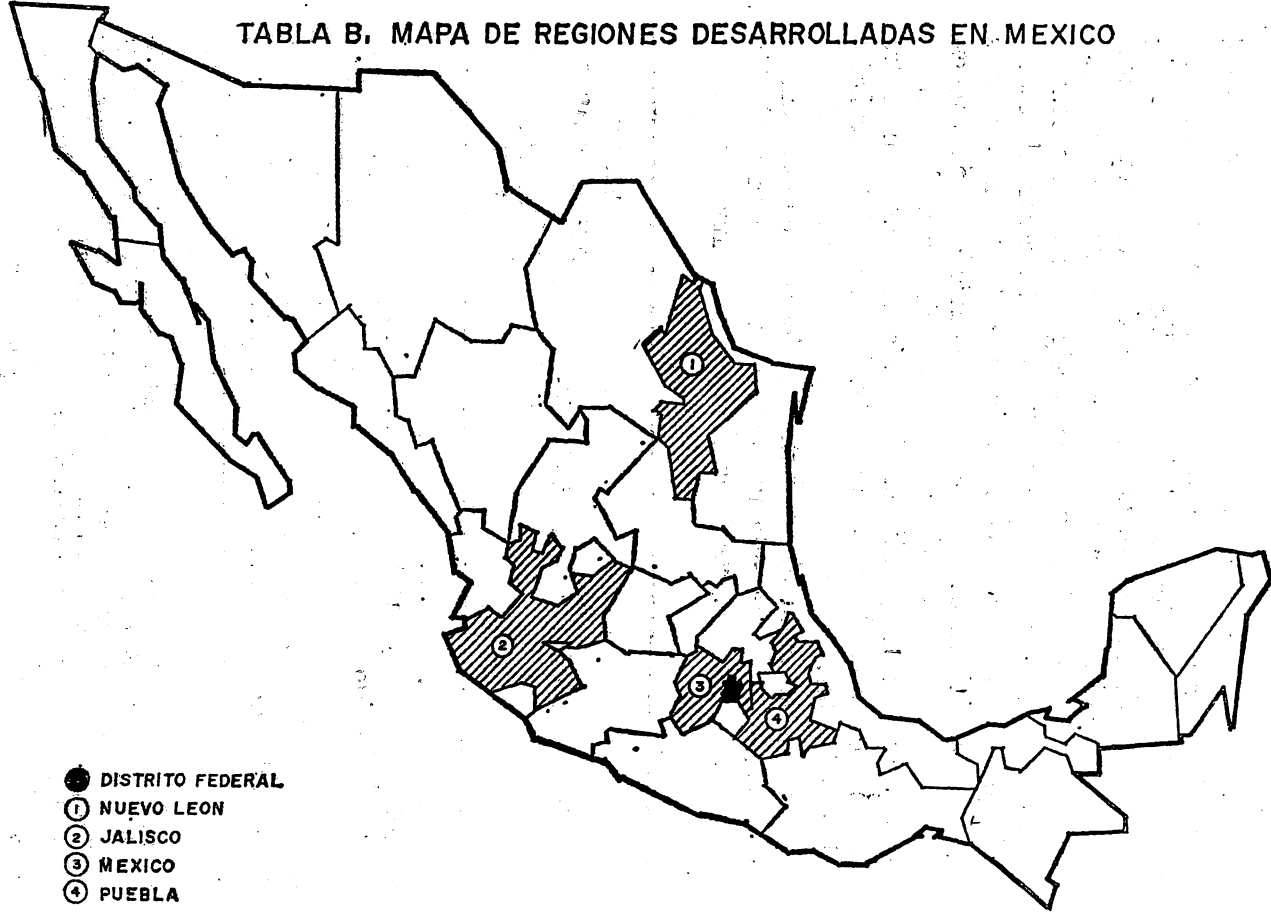 TABLA B. MAPA DE REGIONES DESARROLLADAS EN MEXICO
1
2
3
4
DISTRITO FEDERAL
1 NUEVO LEON
2 JALISCO
3 MEXICO
4 PUEBLA